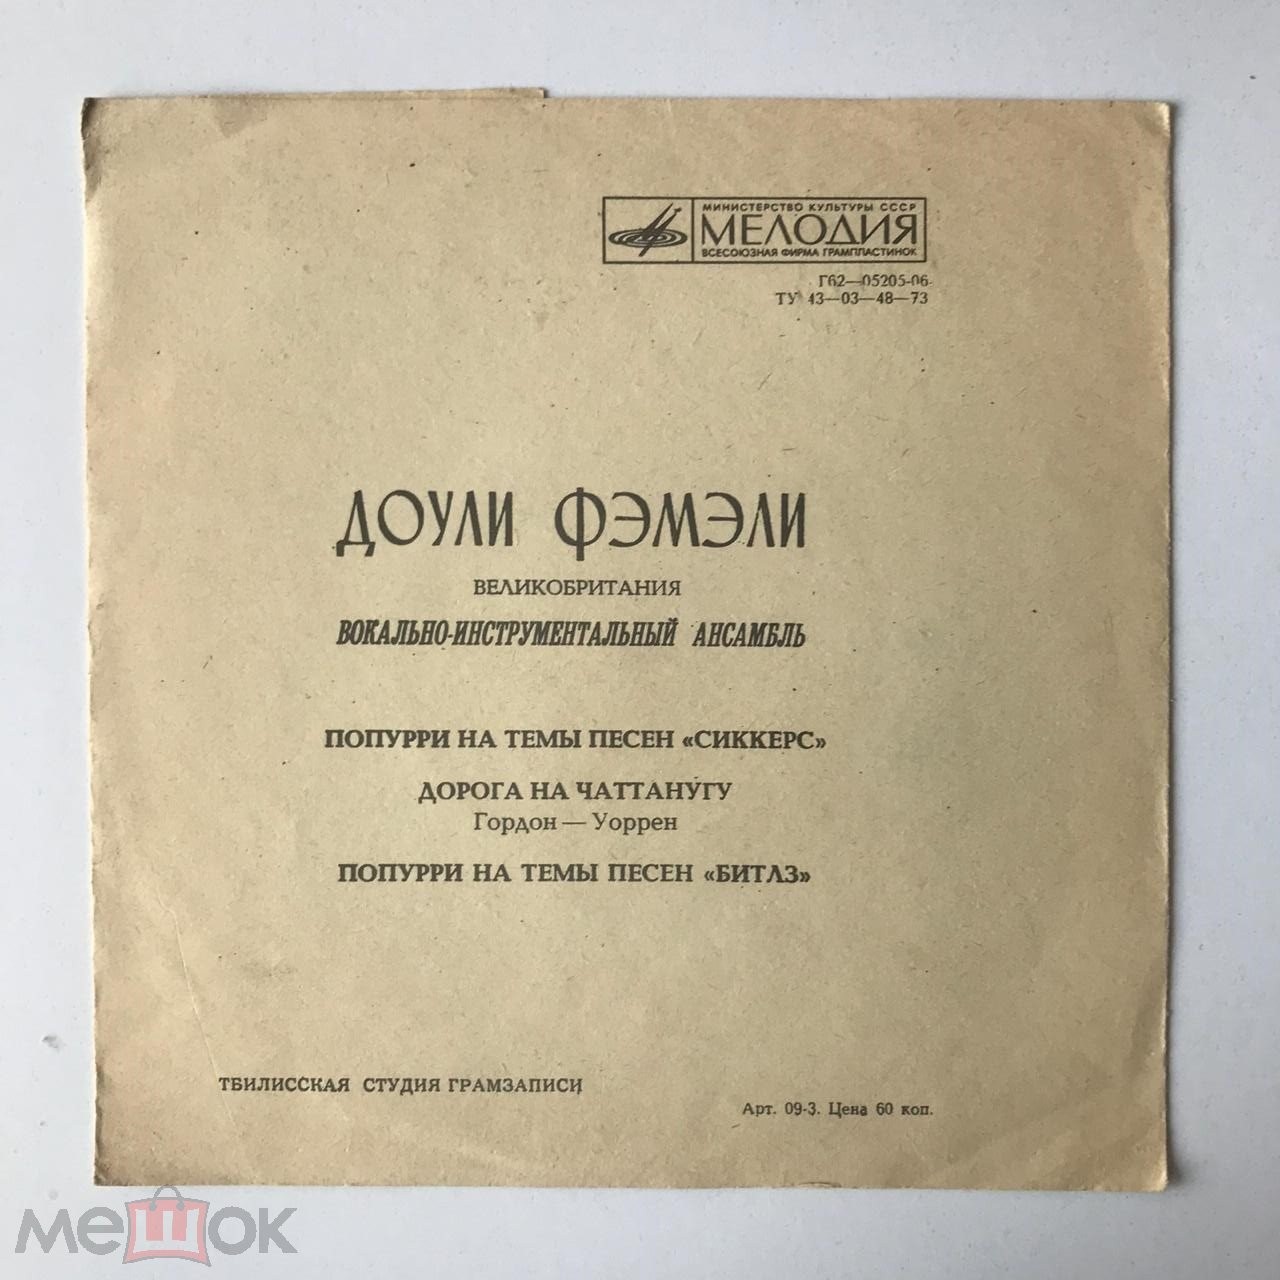 МИНИСТЕРСТВО КУЛЬТУРЫ СССР
МЕЛОДИЯ
ВСЕСОЮЗНАЯ ФИРМА ГРАМПЛАСТИНОК
Г62—05205-06
ТУ 43—03—48—73
ДОУЛИ ФЭМЭЛИ
ВЕЛИКОБРИТАНИЯ
ВОКАЛЬНО-ИНСТРУМЕНТАЛЬНЫЙ АНСАМБЛЬ
ПОПУРРИ НА ТЕМЫ ПЕСЕН «СИККЕРС»
ДОРОГА НА ЧАТТАНУГУ
Гордон — Уоррен
ПОПУРРИ НА ТЕМЫ ПЕСЕН «БИТЛЗ»
ТБИЛИССКАЯ СТУДИЯ ГРАМЗАПИСИ
Арт. 09-3. Цена 60 коп.
мешок